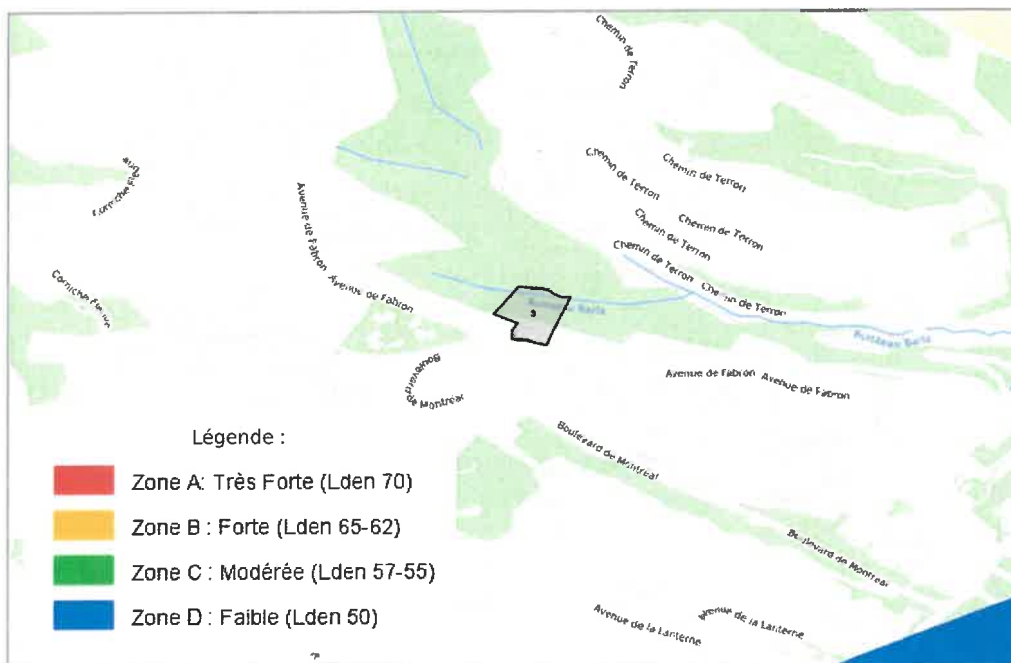 Chemin de Terron
Chemin de Terron
Chemin de Terron
Corniche Fleurie
Avenue de Fabron
Chemin de Terron
Chemin de Terron
Chemin de Terron
Chemin de Terron
Corniche Fleurie
Avenue de Fabron
Ruisseau Barla
Ruisseau Barla
Boulevard de Montréal
Avenue de Fabron
Avenue de Fabron
Légende :
Boulevard de Montréal
Zone A: Très Forte (Lden 70)
Zone B : Forte (Lden 65-62)
Zone C : Modérée (Lden 57-55)
Boulevard de Montréal
Zone D : Faible (Lden 50)
Avenue de la Lanterne
Avenue de la Lanterne